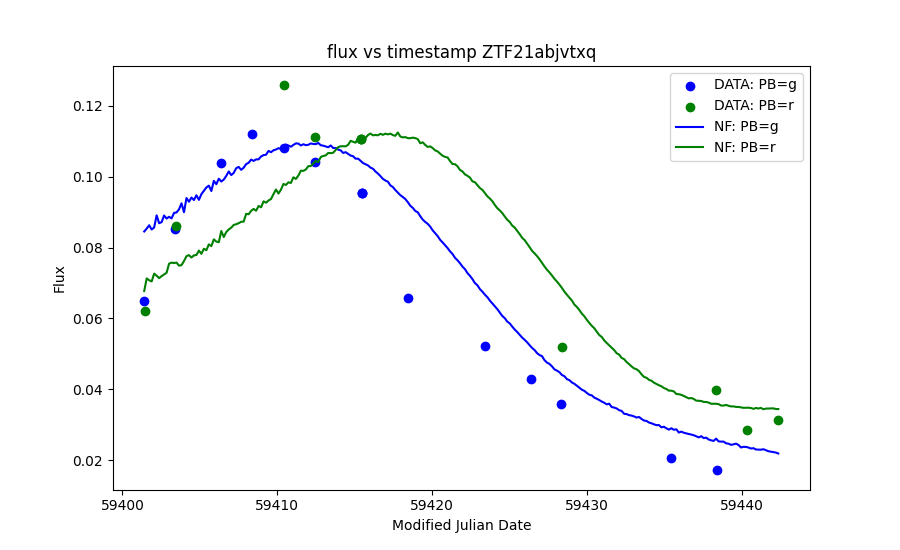 flux vs timestamp ZTF21abjvtxq
DATA: PB=g
DATA: PB=r
NF: PB=g
NF: PB=r
0.12
0.10
0.08
0.06
0.04
0.02
Flux
59400
59410
59420
59430
59440
Modified Julian Date